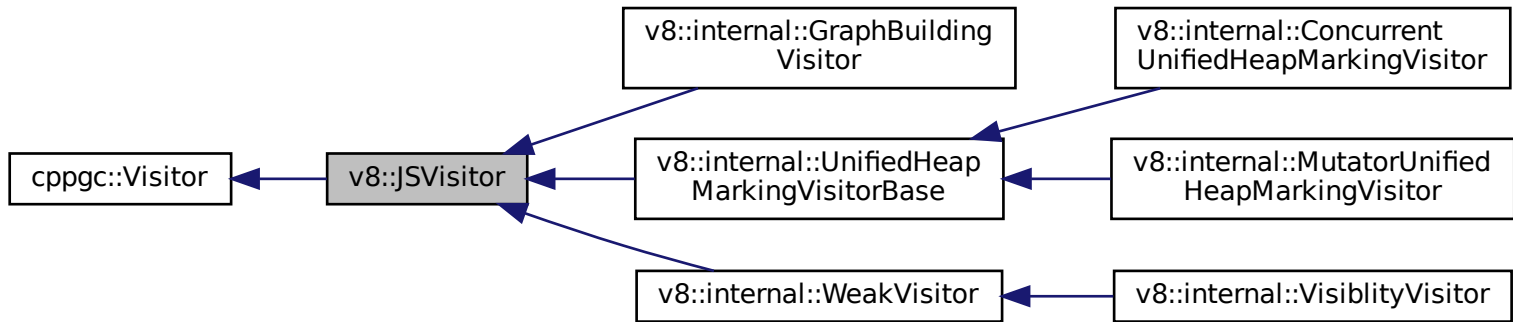 v8::internal::GraphBuilding
Visitor
v8::internal::Concurrent
UnifiedHeapMarkingVisitor
cppgc::Visitor
v8::JSVisitor
v8::internal::UnifiedHeap
MarkingVisitorBase
v8::internal::MutatorUnified
HeapMarkingVisitor
v8::internal::WeakVisitor
v8::internal::VisiblityVisitor